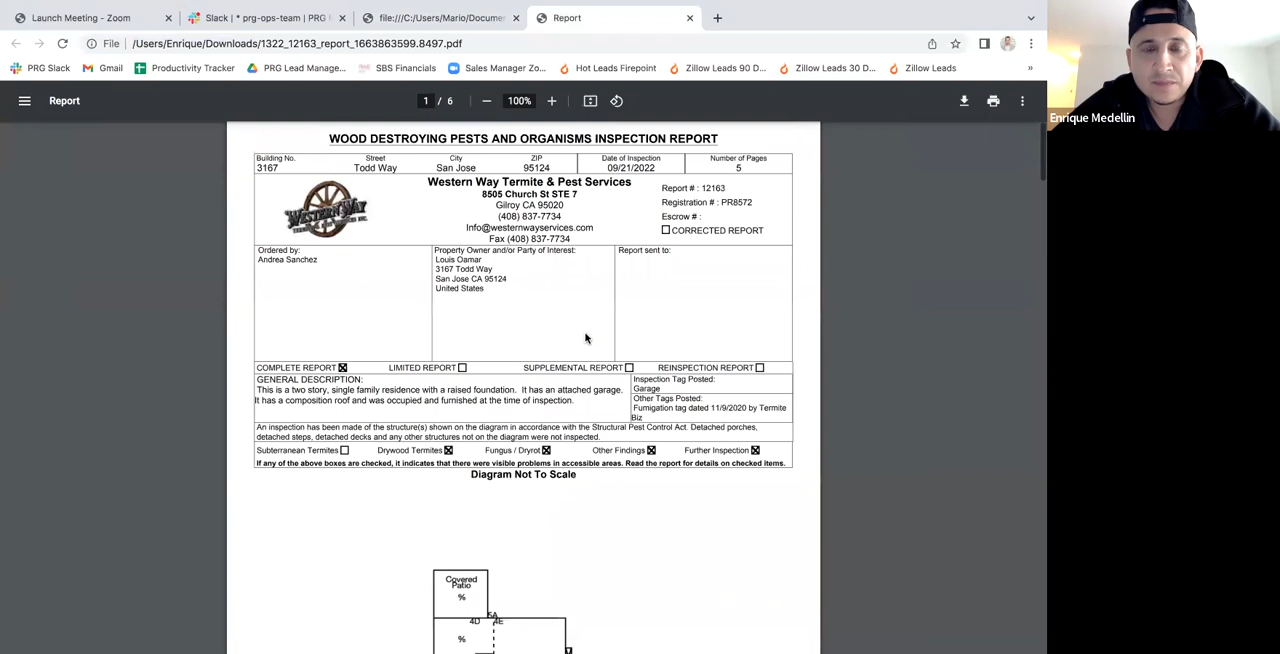 Launch Meeting - Zoom
Slack | * prg-ops-team | PRG
file:///C:/Users/Mario/Docume
Report
File
/Users/Enrique/Downloads/1322_12163_report_1663863599.8497.pdf
PRG Slack
Gmail
Productivity Tracker
PRG Lead Manage...
SBS Financials
Sales Manager Zo...
Hot Leads Firepoint
Zillow Leads 90 D...
Zillow Leads 30 D...
Zillow Leads
»
Report
1 / 6
100%
Enrique Medellin
WOOD DESTROYING PESTS AND ORGANISMS INSPECTION REPORT
Building No. Street City ZIP Date of Inspection Number of Pages
3167 Todd Way San Jose 95124 09/21/2022 5
WESTERN WAY
Western Way Termite & Pest Services
8505 Church St STE 7
Gilroy CA 95020
(408) 837-7734
Info@westernwayservices.com
Fax (408) 837-7734
Report # : 12163
Registration # : PR8572
Escrow # :
CORRECTED REPORT
Ordered by:
Andrea Sanchez
Property Owner and/or Party of Interest:
Louis Oamar
3167 Todd Way
San Jose CA 95124
United States
Report sent to:
COMPLETE REPORT LIMITED REPORT SUPPLEMENTAL REPORT REINSPECTION REPORT
GENERAL DESCRIPTION:
This is a two story, single family residence with a raised foundation. It has an attached garage.
It has a composition roof and was occupied and furnished at the time of inspection.
Inspection Tag Posted:
Garage
Other Tags Posted:
Fumigation tag dated 11/9/2020 by Termite
Biz
An inspection has been made of the structure(s) shown on the diagram in accordance with the Structural Pest Control Act. Detached porches,
detached steps, detached decks and any other structures not on the diagram were not inspected.
Subterranean Termites Drywood Termites Fungus / Dryrot Other Findings Further Inspection
If any of the above boxes are checked, it indicates that there were visible problems in accessible areas. Read the report for details on checked items.
Diagram Not To Scale
Covered
Patio
%
5A
4D 4E
%